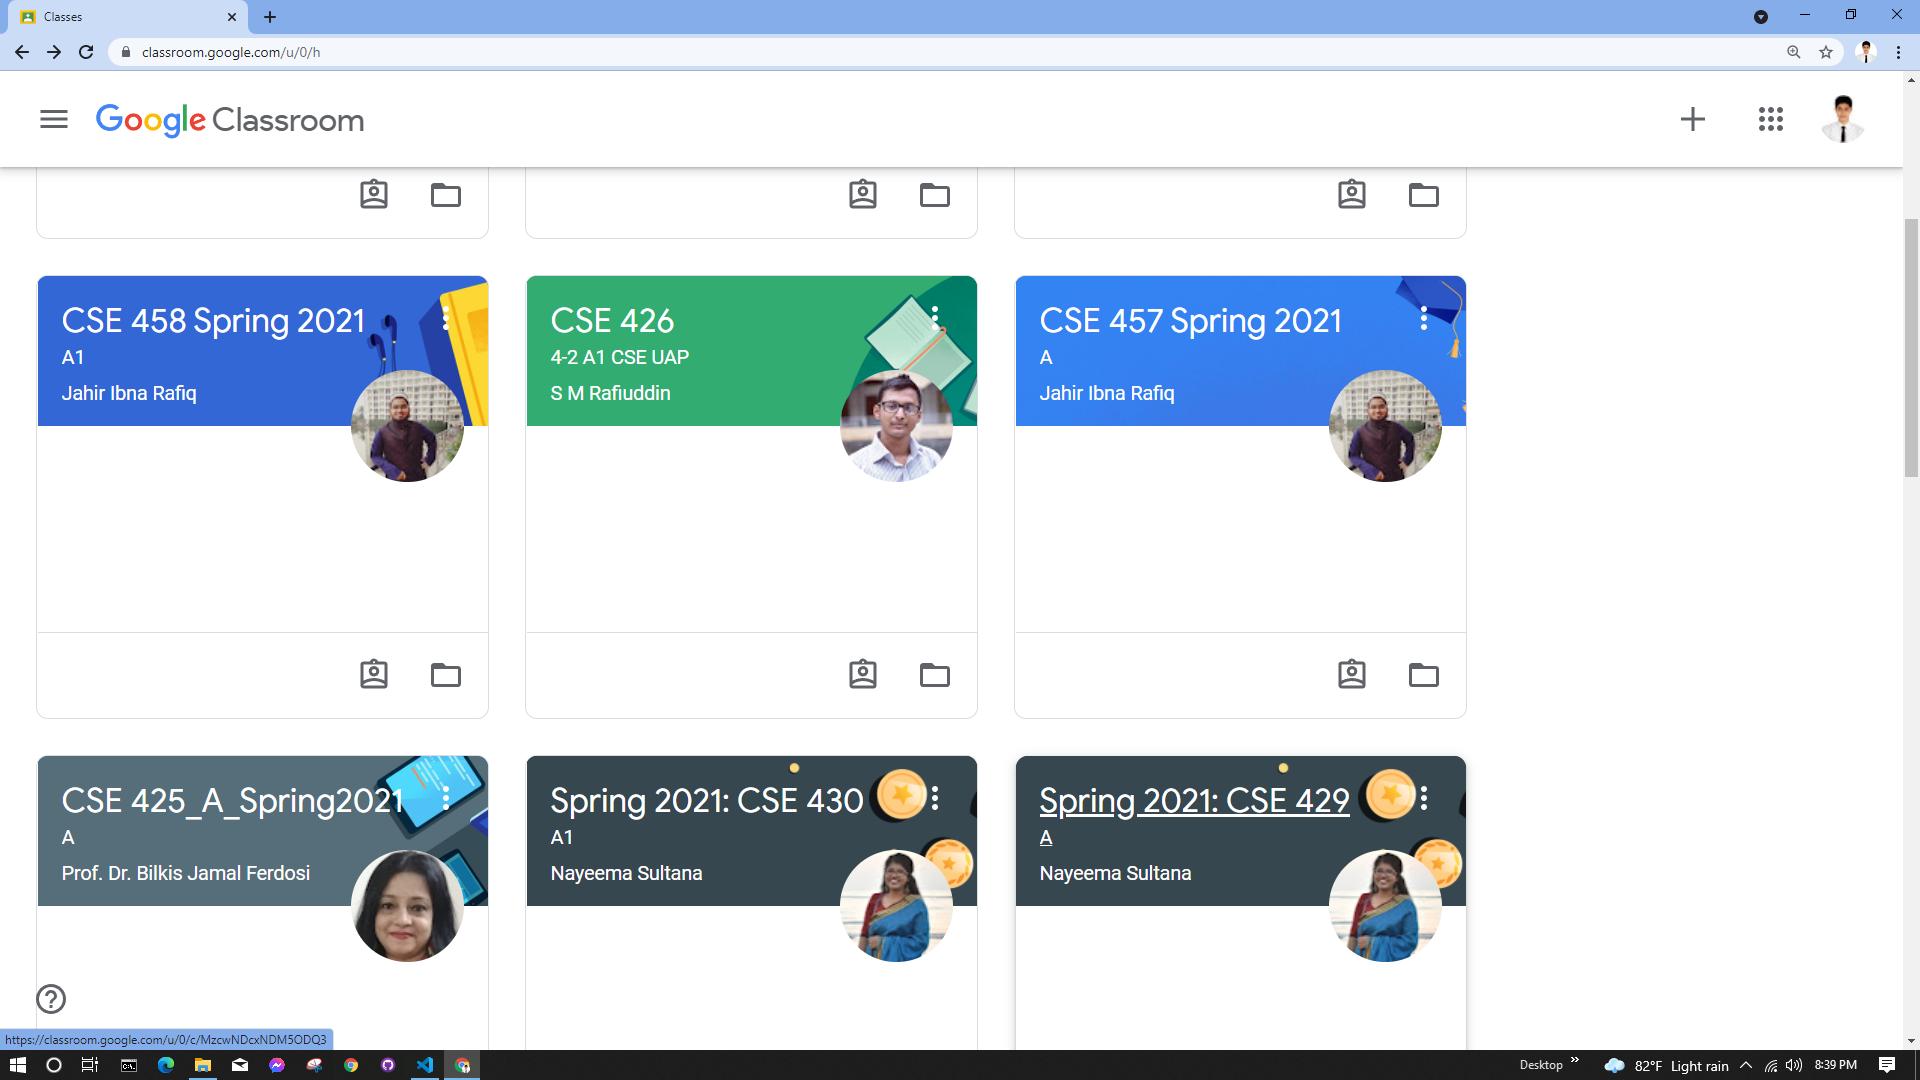 Classes
classroom.google.com/u/0/h
Google Classroom
CSE 458 Spring 2021
A1
Jahir Ibna Rafiq
CSE 426
4-2 A1 CSE UAP
S M Rafiuddin
CSE 457 Spring 2021
A
Jahir Ibna Rafiq
CSE 425_A_Spring2021
A
Prof. Dr. Bilkis Jamal Ferdosi
Spring 2021: CSE 430
A1
Nayeema Sultana
Spring 2021: CSE 429
A
Nayeema Sultana
https://classroom.google.com/u/0/c/MzcwNDcxNDM5ODQ3
Desktop
82°F Light rain
8:39 PM